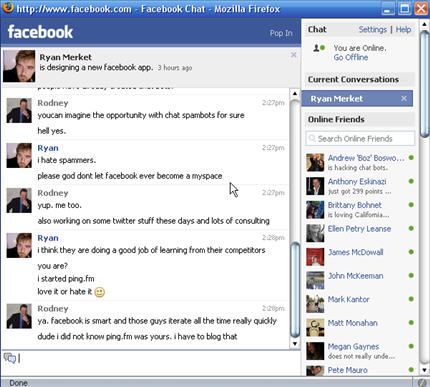 http://www.facebook.com - Facebook Chat - Mozilla Firefox
facebook
Pop In
Ryan Merket
is designing a new facebook app. 3 hours ago
Rodney 2:27pm
youcan imagine the opportunity with chat spambots for sure
hell yes.
Ryan 2:27pm
i hate spammers.
please god dont let facebook ever become a myspace
Rodney 2:27pm
yup. me too.
also working on some twitter stuff these days and lots of consulting
Ryan 2:28pm
i think they are doing a good job of learning from their competitors
you are?
i started ping.fm
love it or hate it
Rodney 2:28pm
ya. facebook is smart and those guys iterate all the time really quickly
dude i did not know ping.fm was yours. i have to blog that
Done
Chat Settings | Help
You are Online.
Go Offline
Current Conversations
Ryan Merket
Online Friends
Search Online Friends
Andrew 'Boz' Boswo...
is hacking chat bots.
Anthony Eskinazi
just got 299 points ...
Brittany Bohnet
is loving California...
Ellen Petry Leanse
James McDowall
John McKeeman
Mark Kantor
Matt Monahan
Megan Gaynes
does not really unde...
Pete Mauro